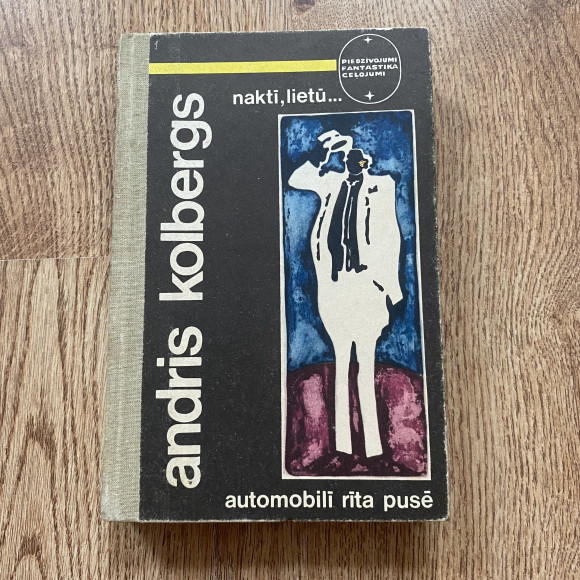 PIEDZĪVOJUMI
FANTASTIKA
CEĻOJUMI
naktī, lietū...
andris kolbergs
automobilī rīta pusē